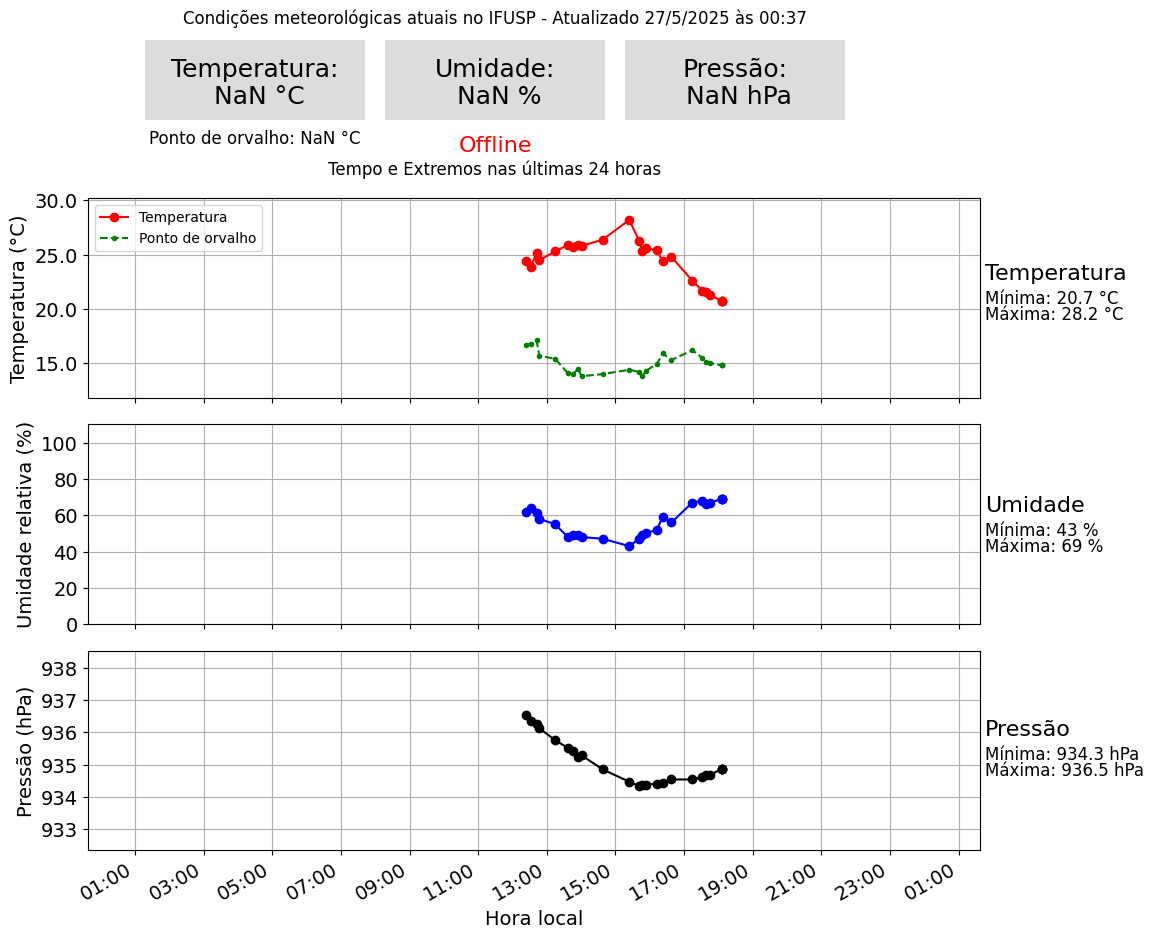 Condições meteorológicas atuais no IFUSP - Atualizado 27/5/2025 às 00:37
Temperatura:
NaN °C
Umidade:
NaN %
Pressão:
NaN hPa
Ponto de orvalho: NaN °C
Offline
Tempo e Extremos nas últimas 24 horas
Temperatura (°C)
30.0
25.0
20.0
15.0
Temperatura
Ponto de orvalho
Temperatura
Mínima: 20.7 °C
Máxima: 28.2 °C
Umidade relativa (%)
100
80
60
40
20
0
Umidade
Mínima: 43 %
Máxima: 69 %
Pressão (hPa)
938
937
936
935
934
933
Pressão
Mínima: 934.3 hPa
Máxima: 936.5 hPa
01:00 03:00 05:00 07:00 09:00 11:00 13:00 15:00 17:00 19:00 21:00 23:00 01:00
Hora local